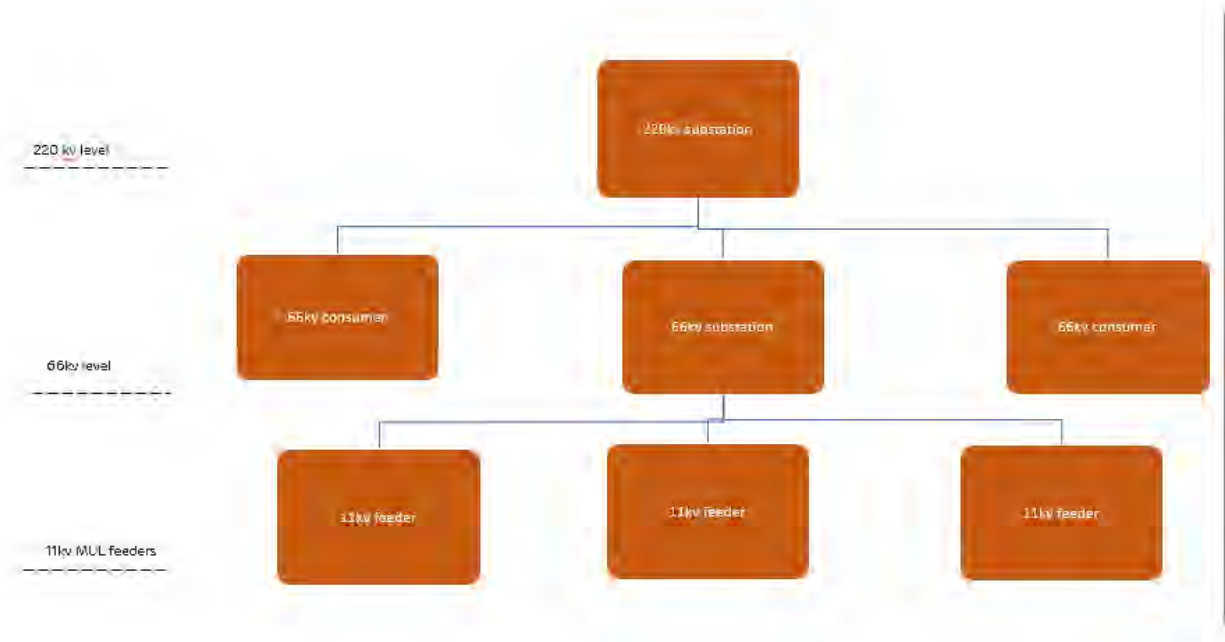 220kv substation
220 kv level
66kv consumer
66kv substation
66kv consumer
66kv level
11kv feeder
11kv feeder
11kv feeder
11kv MUL feeders